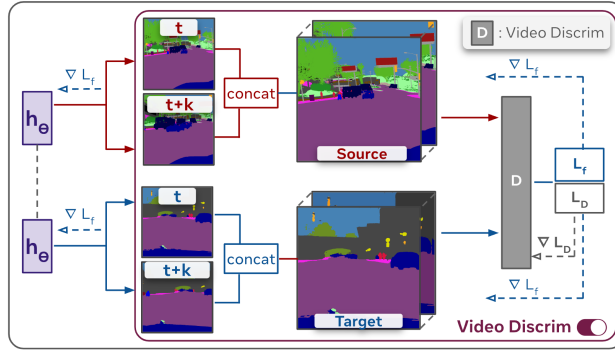 t
D : Video Discrim
∇ L_f
∇ L_f
h_Θ
t+k
concat
Source
D
L_f
L_D
t
∇ L_f
h_Θ
t+k
concat
∇ L_D
∇ L_f
Target
Video Discrim